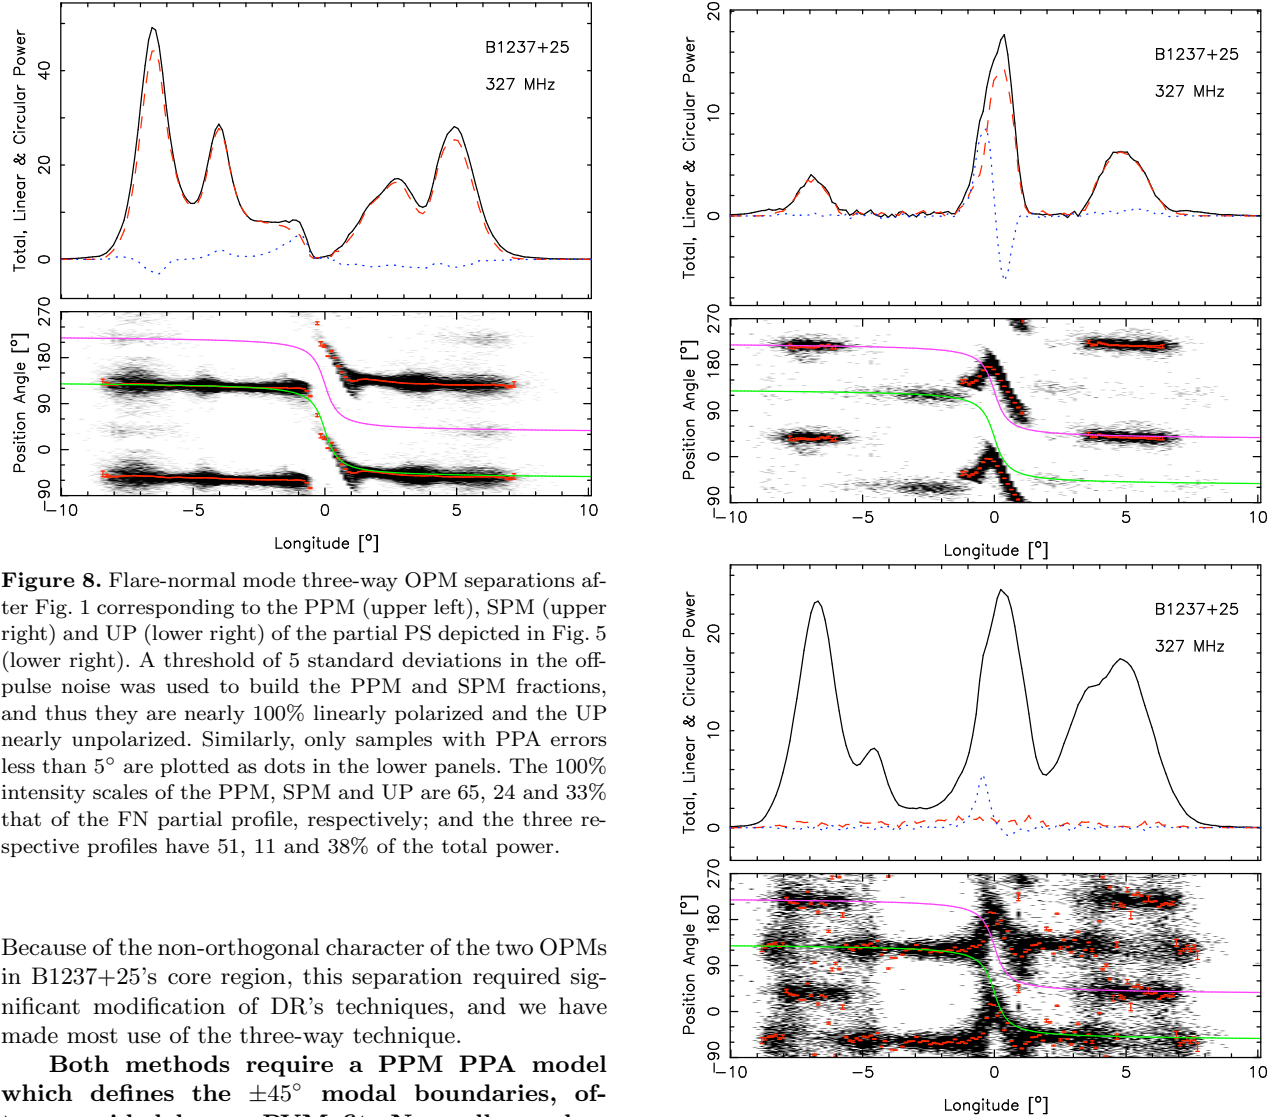 Total, Linear & Circular Power
40
20
0
B1237+25
327 MHz
Position Angle [°]
270
180
90
0
-90
-10
-5
0
5
10
Longitude [°]
Figure 8. Flare-normal mode three-way OPM separations af-
ter Fig. 1 corresponding to the PPM (upper left), SPM (upper
right) and UP (lower right) of the partial PS depicted in Fig. 5
(lower right). A threshold of 5 standard deviations in the off-
pulse noise was used to build the PPM and SPM fractions,
and thus they are nearly 100% linearly polarized and the UP
nearly unpolarized. Similarly, only samples with PPA errors
less than 5° are plotted as dots in the lower panels. The 100%
intensity scales of the PPM, SPM and UP are 65, 24 and 33%
that of the FN partial profile, respectively; and the three re-
spective profiles have 51, 11 and 38% of the total power.
Because of the non-orthogonal character of the two OPMs
in B1237+25's core region, this separation required sig-
nificant modification of DR's techniques, and we have
made most use of the three-way technique.
Both methods require a PPM PPA model
which defines the ±45° modal boundaries, of-
Total, Linear & Circular Power
20
10
0
B1237+25
327 MHz
Position Angle [°]
270
180
90
0
-90
-10
-5
0
5
10
Longitude [°]
Total, Linear & Circular Power
20
10
0
B1237+25
327 MHz
Position Angle [°]
270
180
90
0
-90
-10
-5
0
5
10
Longitude [°]